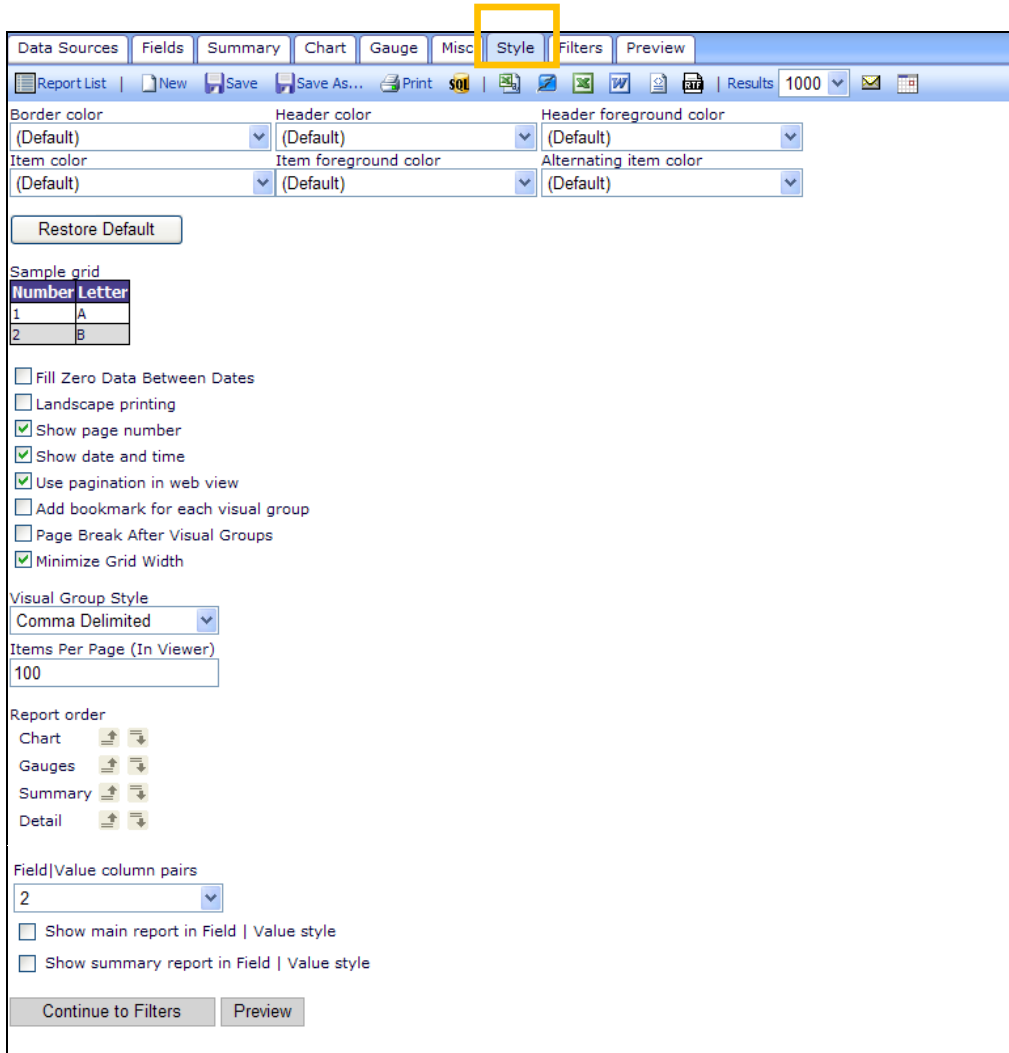 Data Sources Fields Summary Chart Gauge Misc Style Filters Preview
Report List | New Save Save As... Print SQL | rar | Results 1000
Border color Header color Header foreground color
(Default) (Default) (Default)
Item color Item foreground color Alternating item color
(Default) (Default) (Default)
Restore Default
Sample grid
Number Letter
1 A
2 B
Fill Zero Data Between Dates
Landscape printing
Show page number
Show date and time
Use pagination in web view
Add bookmark for each visual group
Page Break After Visual Groups
Minimize Grid Width
Visual Group Style
Comma Delimited
Items Per Page (In Viewer)
100
Report order
Chart
Gauges
Summary
Detail
Field|Value column pairs
2
Show main report in Field | Value style
Show summary report in Field | Value style
Continue to Filters Preview